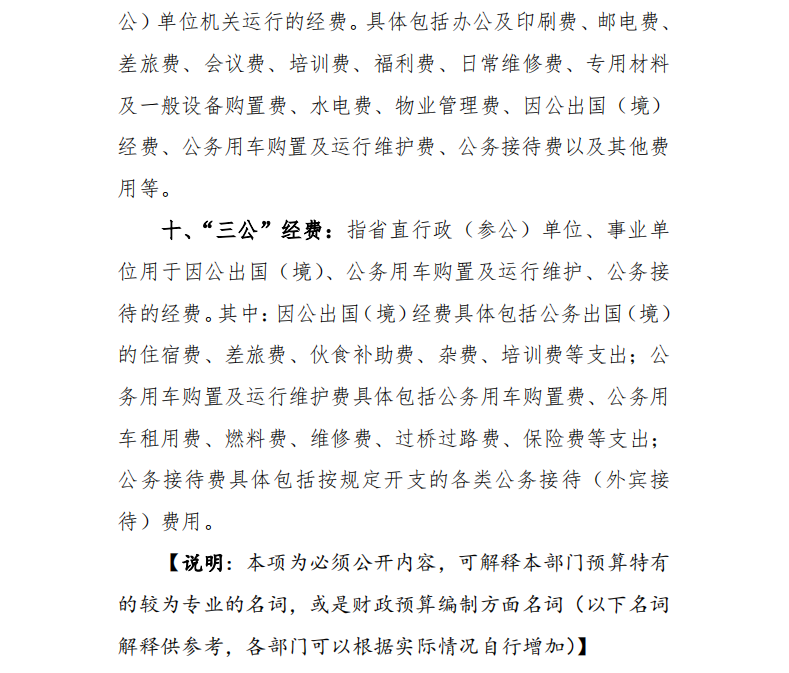 公）单位机关运行的经费。具体包括办公及印刷费、邮电费、
差旅费、会议费、培训费、福利费、日常维修费、专用材料
及一般设备购置费、水电费、物业管理费、因公出国（境）
经费、公务用车购置及运行维护费、公务接待费以及其他费
用等。
十、“三公”经费：指省直行政（参公）单位、事业单
位用于因公出国（境）、公务用车购置及运行维护、公务接
待的经费。其中：因公出国（境）经费具体包括公务出国（境）
的住宿费、差旅费、伙食补助费、杂费、培训费等支出；公
务用车购置及运行维护费具体包括公务用车购置费、公务用
车租用费、燃料费、维修费、过桥过路费、保险费等支出；
公务接待费具体包括按规定开支的各类公务接待（外宾接
待）费用。
【说明：本项为必须公开内容，可解释本部门预算特有
的较为专业的名词，或是财政预算编制方面名词（以下名词
解释供参考，各部门可以根据实际情况自行增加）】